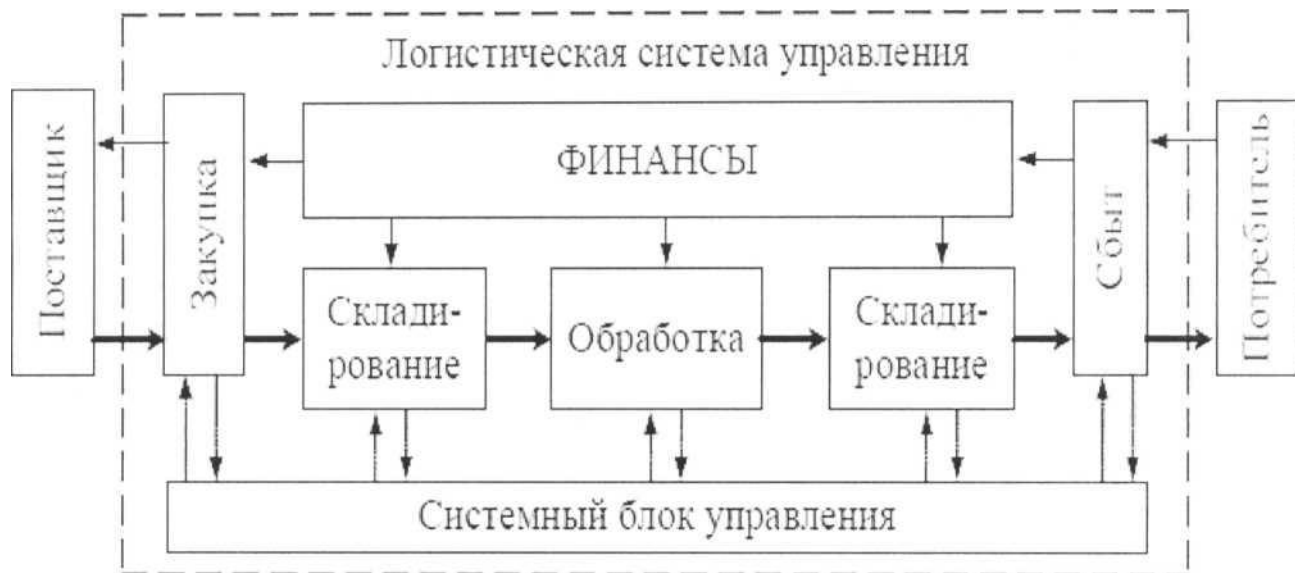 Логистическая система управления
Поставщик
Закупка
ФИНАНСЫ
Сбыт
Потребитель
Склади-
рование
Обработка
Склади-
рование
Системный блок управления